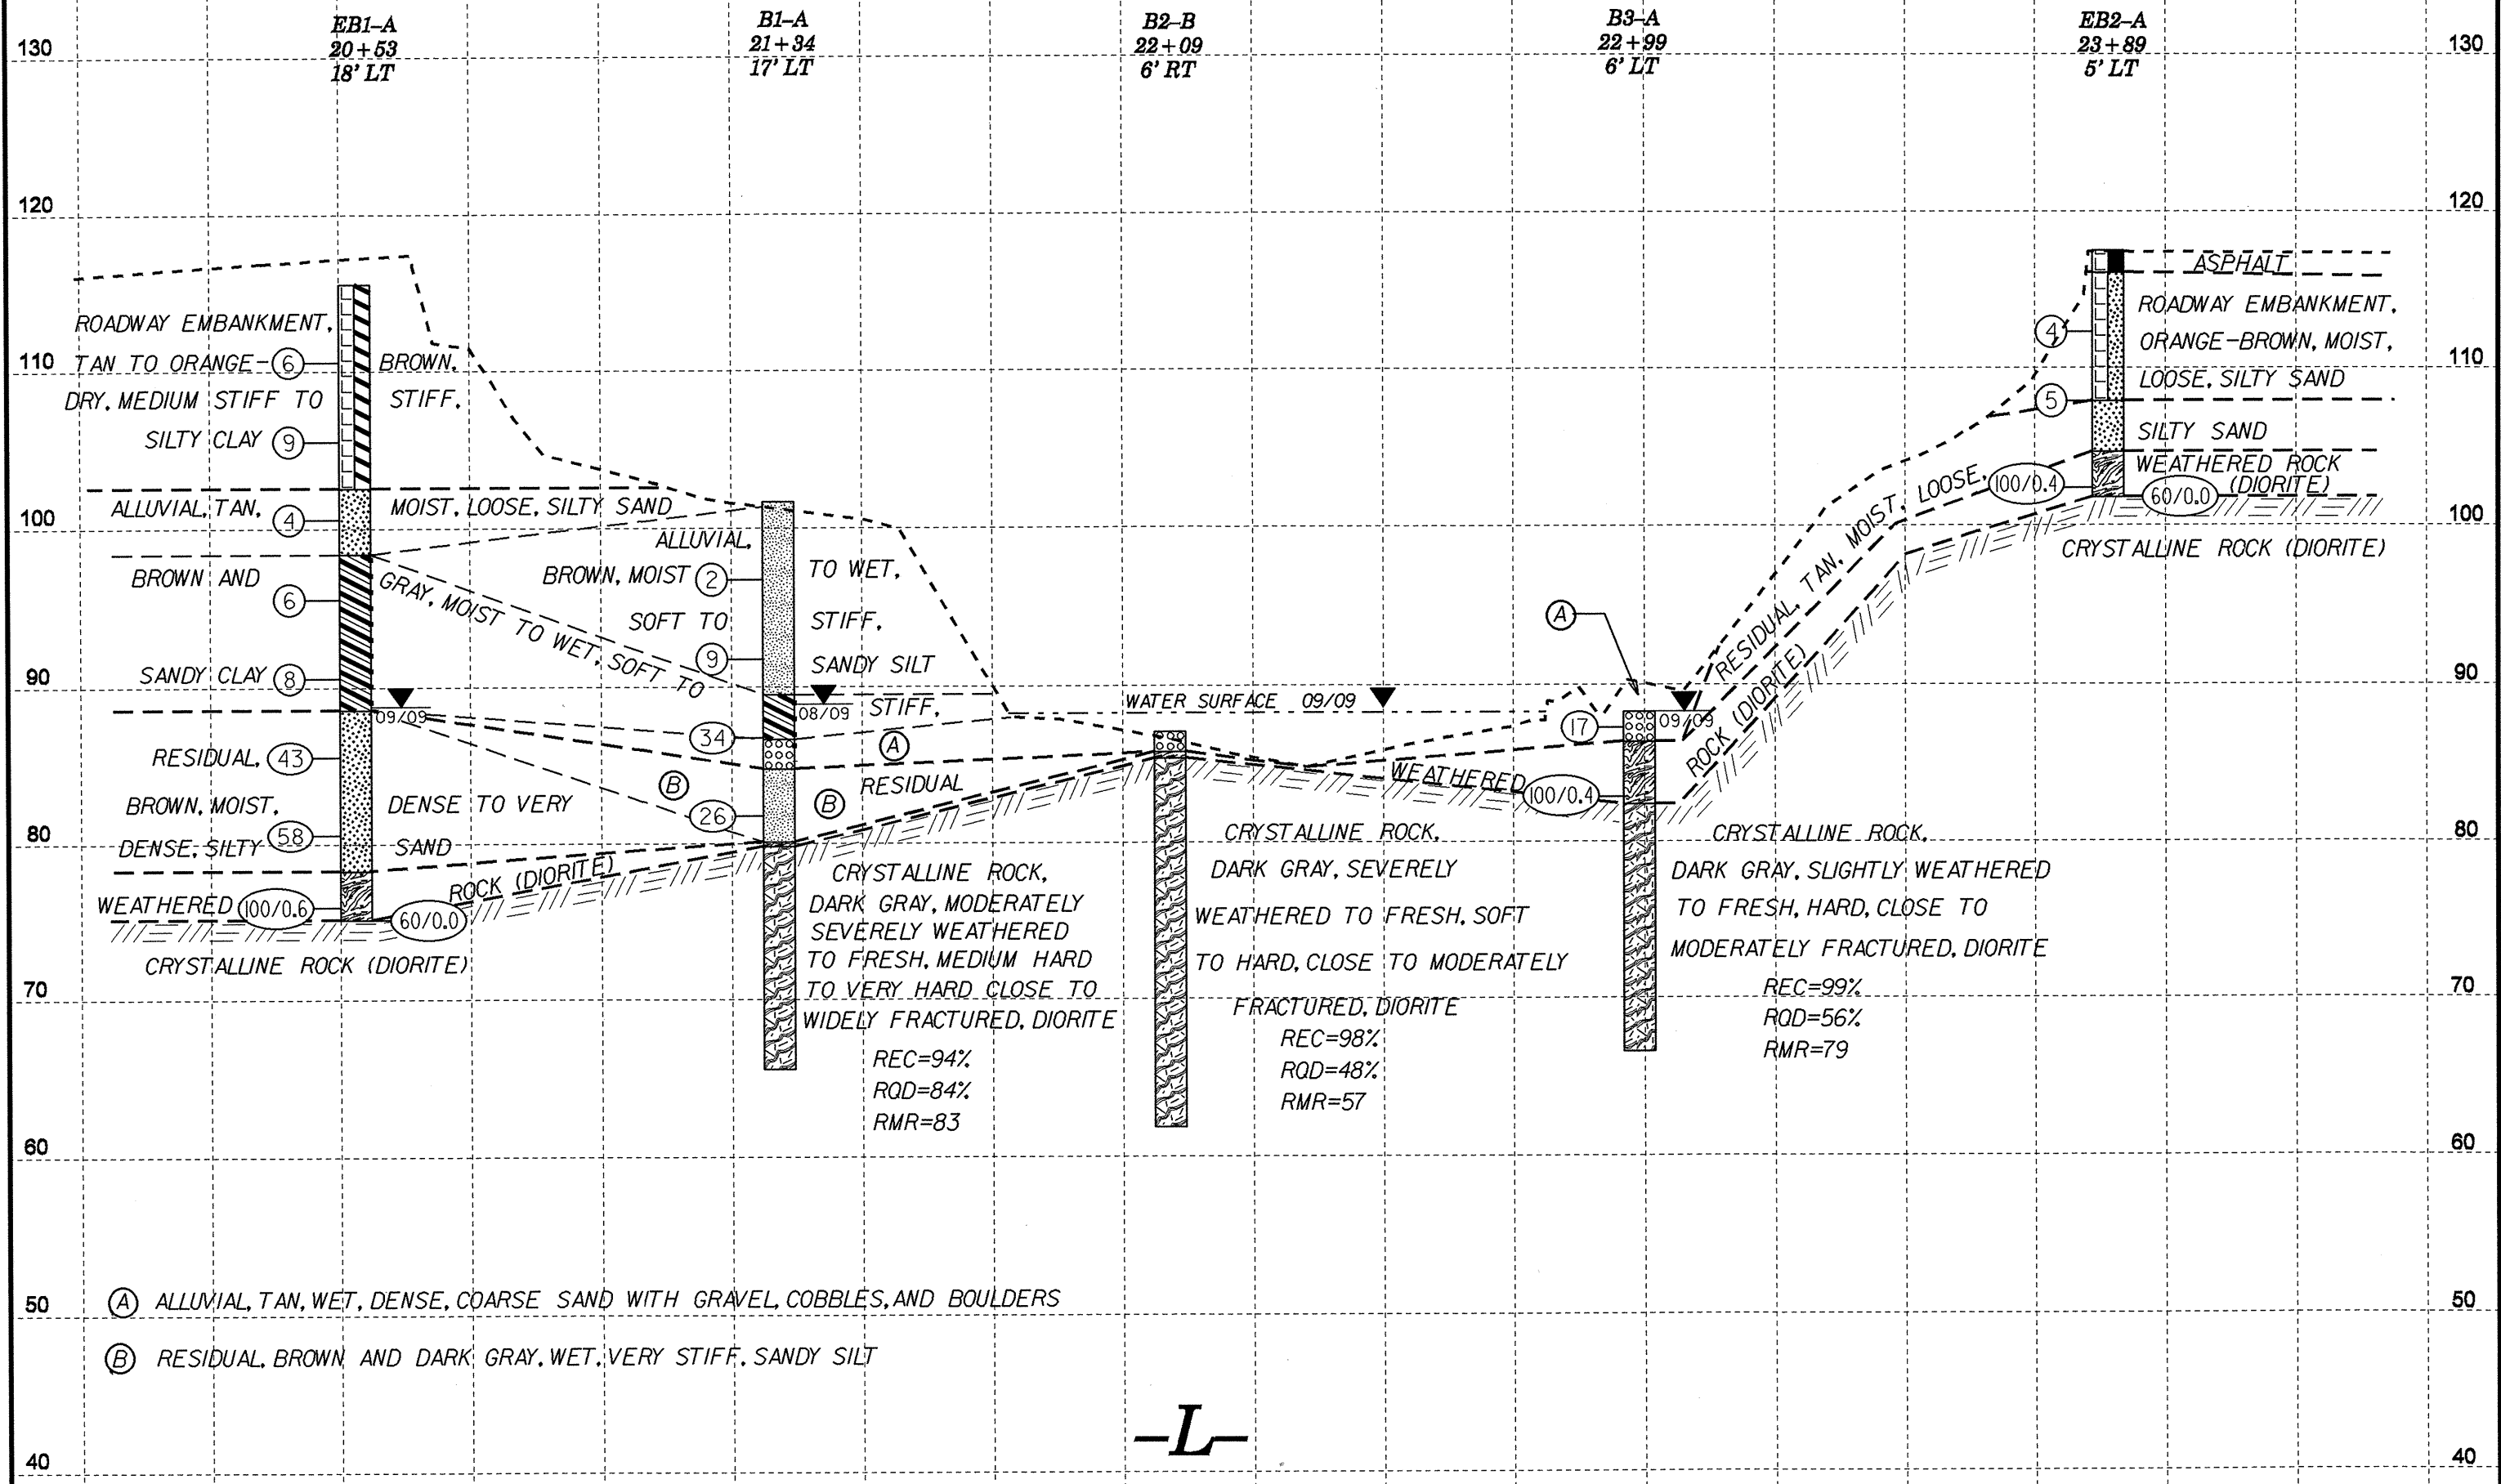 EB1-A
20+53
18' LT
B1-A
21+34
17' LT
B2-B
22+09
6' RT
B3-A
22+99
6' LT
EB2-A
23+89
5' LT
130
130
120
120
110
110
100
100
90
90
80
80
70
70
60
60
50
50
40
40
ROADWAY EMBANKMENT,
TAN TO ORANGE- 6 BROWN,
DRY, MEDIUM STIFF TO STIFF,
SILTY CLAY 9
ALLUVIAL, TAN, 4 MOIST, LOOSE, SILTY SAND
BROWN AND GRAY, MOIST TO WET, SOFT TO STIFF,
6
SANDY CLAY 8
09/09
RESIDUAL, 43
BROWN, MOIST, DENSE TO VERY
DENSE, SILTY 58 SAND
WEATHERED 100/0.6 ROCK (DIORITE)
60/0.0
CRYSTALLINE ROCK (DIORITE)
ALLUVIAL,
BROWN, MOIST 2 TO WET,
SOFT TO STIFF,
9 SANDY SILT
08/09
34
A
B
RESIDUAL
26
B
CRYSTALLINE ROCK,
DARK GRAY, MODERATELY
SEVERELY WEATHERED
TO FRESH, MEDIUM HARD
TO VERY HARD CLOSE TO
WIDELY FRACTURED, DIORITE
REC=94%
RQD=84%
RMR=83
WATER SURFACE 09/09
CRYSTALLINE ROCK,
DARK GRAY, SEVERELY
WEATHERED TO FRESH, SOFT
TO HARD, CLOSE TO MODERATELY
FRACTURED, DIORITE
REC=98%
RQD=48%
RMR=57
A
17
09/09
WEATHERED ROCK (DIORITE)
100/0.4
CRYSTALLINE ROCK,
DARK GRAY, SLIGHTLY WEATHERED
TO FRESH, HARD, CLOSE TO
MODERATELY FRACTURED, DIORITE
REC=99%
RQD=56%
RMR=79
ASPHALT
ROADWAY EMBANKMENT,
4
ORANGE-BROWN, MOIST,
LOOSE, SILTY SAND
5
RESIDUAL, TAN, MOIST, LOOSE, SILTY SAND
100/0.4
WEATHERED ROCK
(DIORITE)
60/0.0
CRYSTALLINE ROCK (DIORITE)
A ALLUVIAL, TAN, WET, DENSE, COARSE SAND WITH GRAVEL, COBBLES, AND BOULDERS
B RESIDUAL, BROWN AND DARK GRAY, WET, VERY STIFF, SANDY SILT
-L-